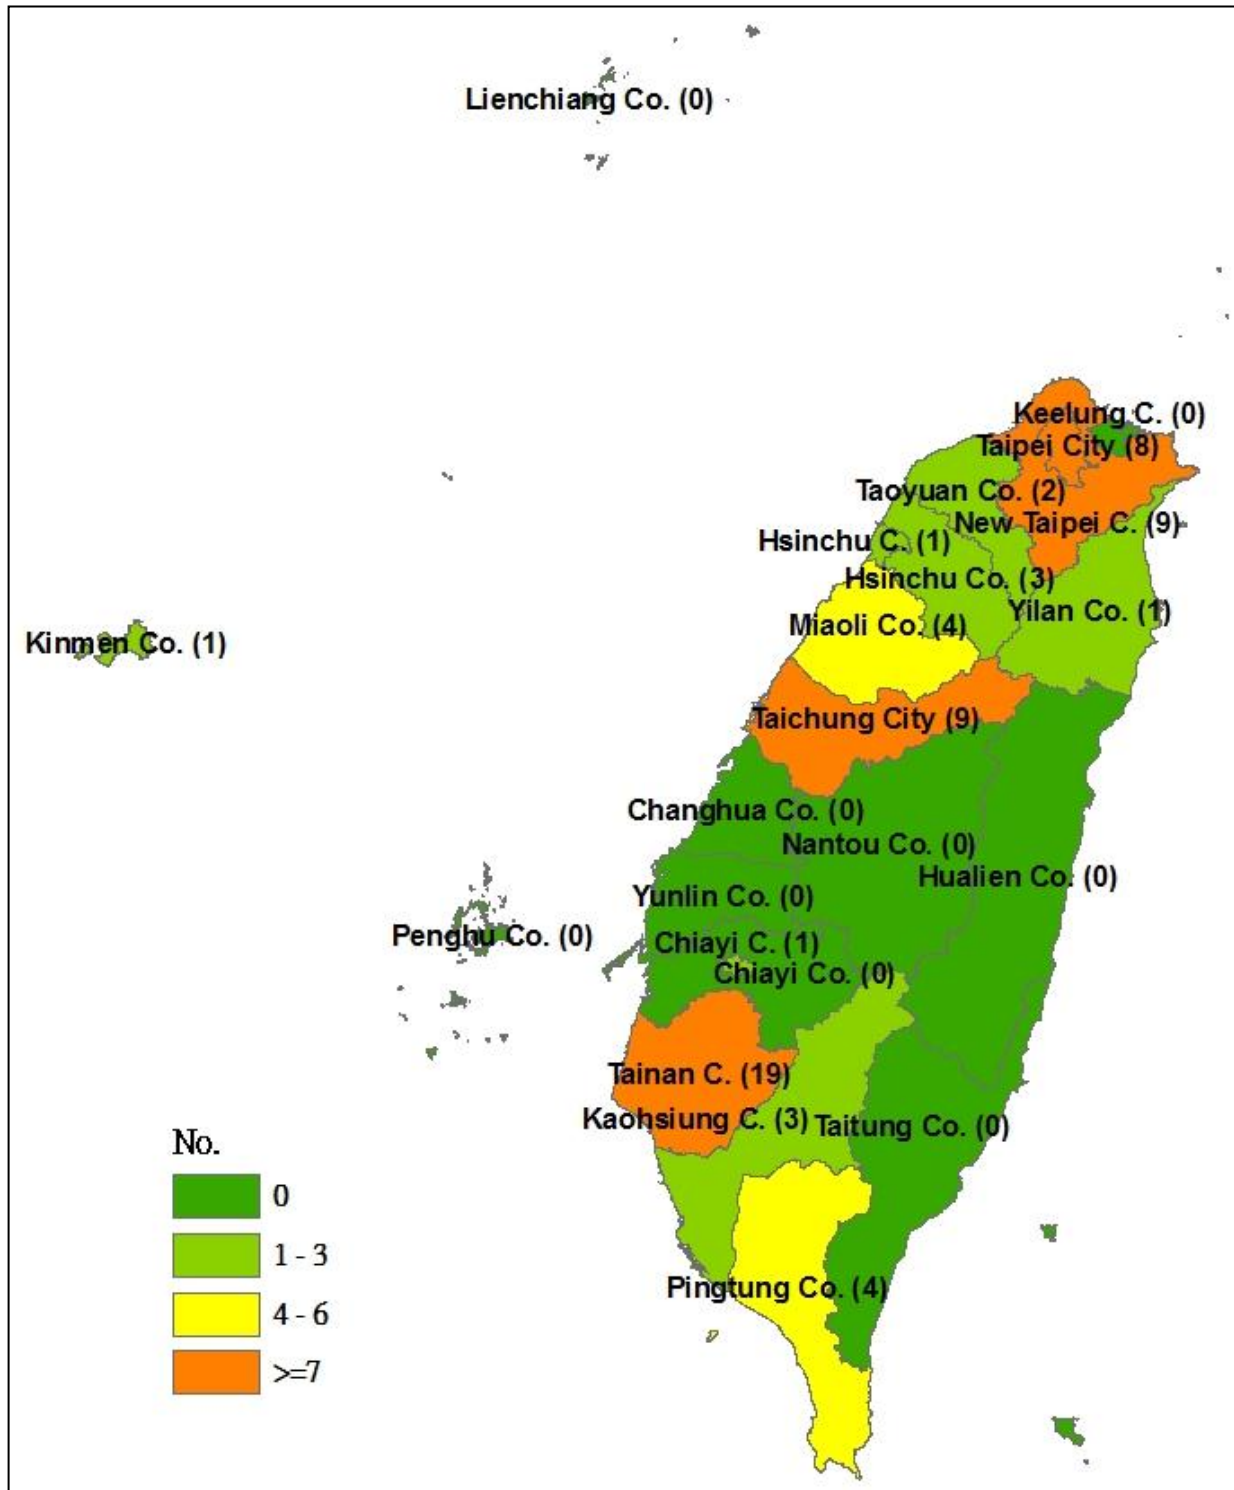 Lienchiang Co. (0)
Keelung C. (0)
Taipei City (8)
Taoyuan Co. (2)
New Taipei C. (9)
Hsinchu C. (1)
Hsinchu Co. (3)
Yilan Co. (1)
Miaoli Co. (4)
Kinmen Co. (1)
Taichung City (9)
Changhua Co. (0)
Nantou Co. (0)
Hualien Co. (0)
Yunlin Co. (0)
Penghu Co. (0)
Chiayi C. (1)
Chiayi Co. (0)
Tainan C. (19)
Kaohsiung C. (3)
Taitung Co. (0)
Pingtung Co. (4)
No.
0
1 - 3
4 - 6
>=7